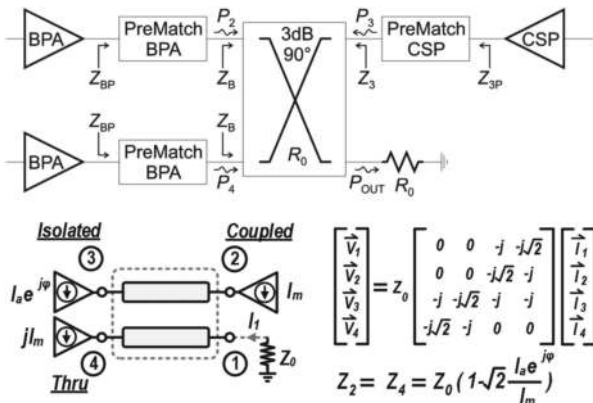 BPA
PreMatch
BPA
P2
3dB
90°
P3
PreMatch
CSP
CSP
ZBP
ZB
Z3
Z3P
ZBP
ZB
BPA
PreMatch
BPA
P4
R0
POUT
R0
Isolated
Coupled
3
2
Iae^jφ
Im
jIm
I1
4
1
Z0
Thru
V1 0 0 -j -j√2 I1
V2 = Z0 0 0 -j√2 -j I2
V3 -j -j√2 0 0 I3
V4 -j√2 -j 0 0 I4
Z2 = Z4 = Z0 (1-√2 Iae^jφ / Im)